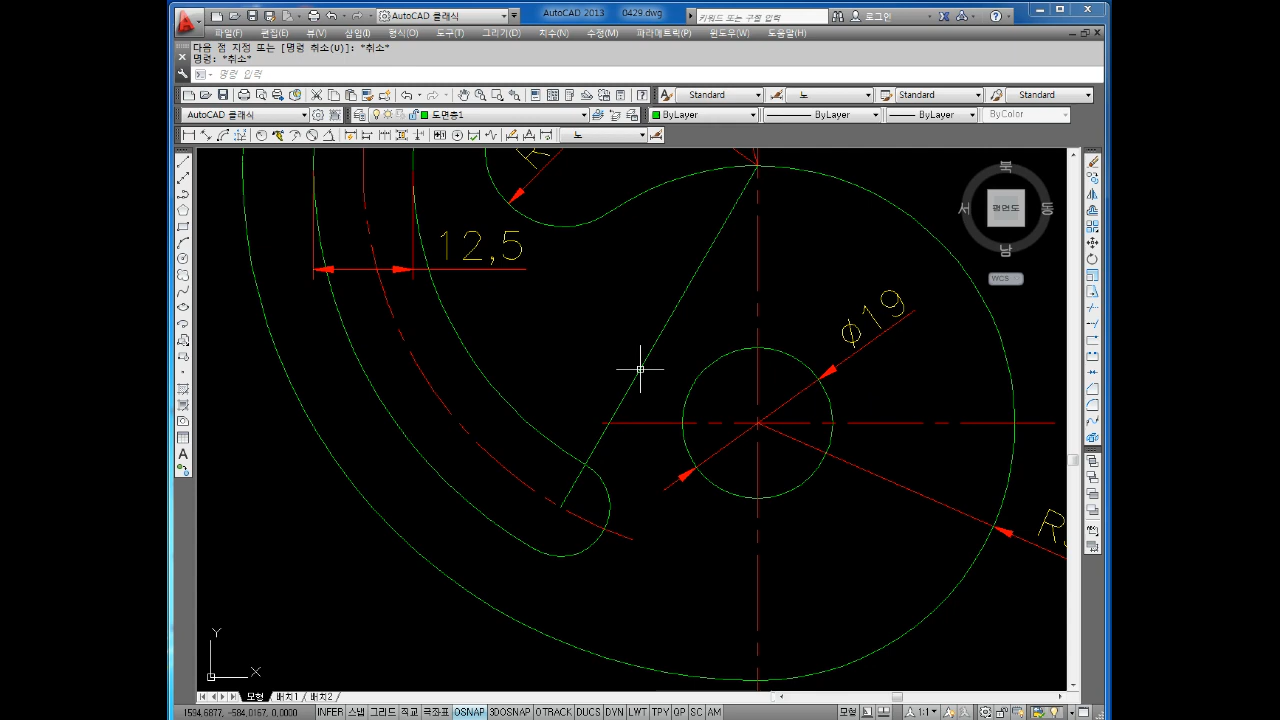 AutoCAD 클래식
AutoCAD 2013 0429.dwg
키워드 또는 구절 입력
로그인
파일(F) 편집(E) 뷰(V) 삽입(I) 형식(O) 도구(T) 그리기(D) 치수(N) 수정(M) 파라메트릭(P) 윈도우(W) 도움말(H)
다음 점 지정 또는 [명령 취소(U)]: *취소*
명령: *취소*
명령 입력
Standard 노 Standard Standard
AutoCAD 클래식 도면층1 ByLayer ByLayer ByLayer ByColor
노
R
12,5
ϕ19
북
서 평면도 동
남
WCS
Y
X
모형 배치1 배치2
1594.6877, -584.0167, 0.0000 INFER 스냅 그리드 직교 극좌표 OSNAP 3DOSNAP OTRACK DUCS DYN LWT TPY QP SC AM 모형 1:1